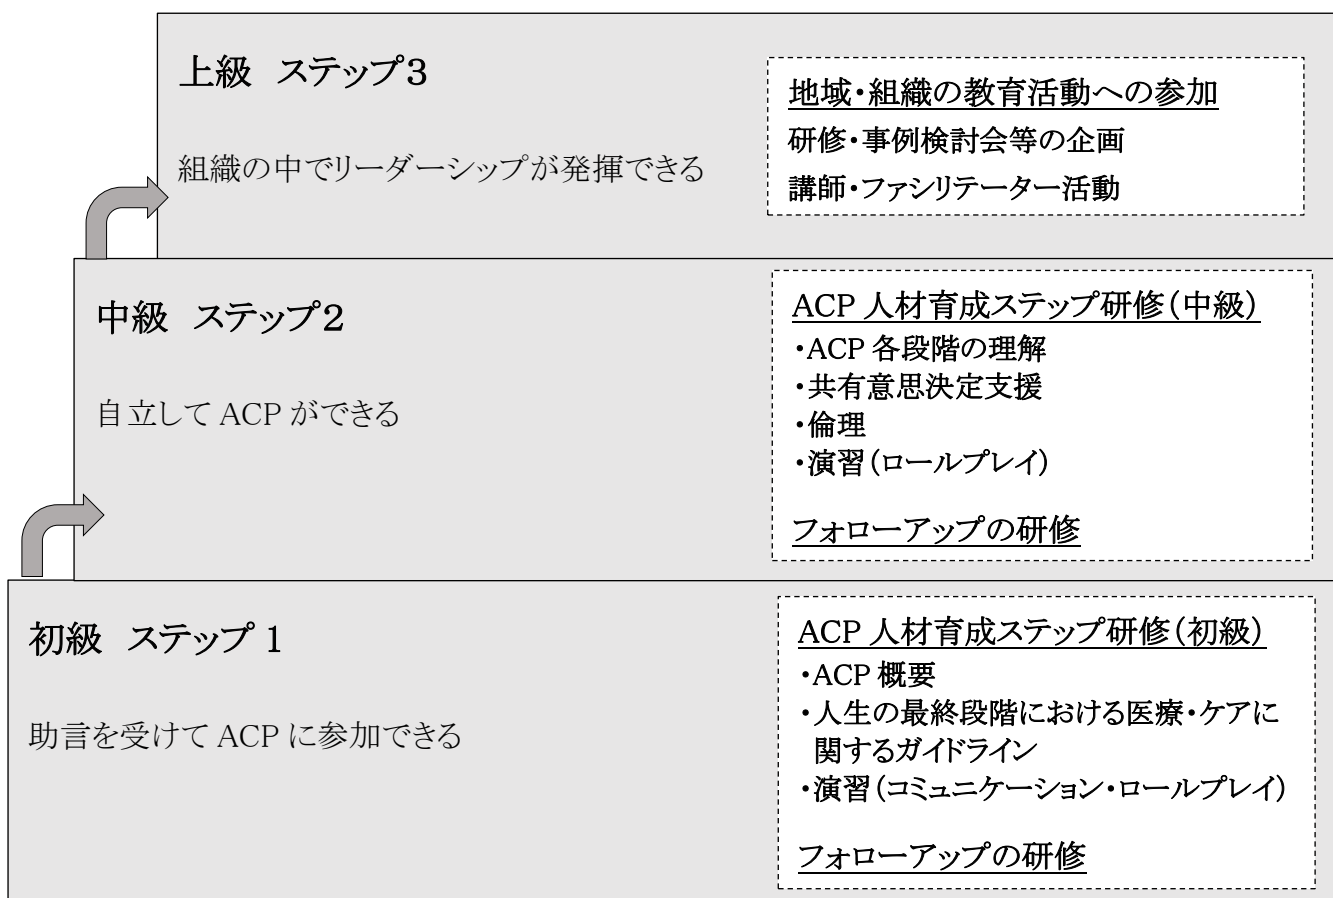 上級　ステップ3
組織の中でリーダーシップが発揮できる
地域・組織の教育活動への参加
研修・事例検討会等の企画
講師・ファシリテーター活動
中級　ステップ2
自立して ACP ができる
ACP 人材育成ステップ研修（中級）
・ACP 各段階の理解
・共有意思決定支援
・倫理
・演習（ロールプレイ）
フォローアップの研修
初級　ステップ 1
助言を受けて ACP に参加できる
ACP 人材育成ステップ研修（初級）
・ACP 概要
・人生の最終段階における医療・ケアに
関するガイドライン
・演習（コミュニケーション・ロールプレイ）
フォローアップの研修